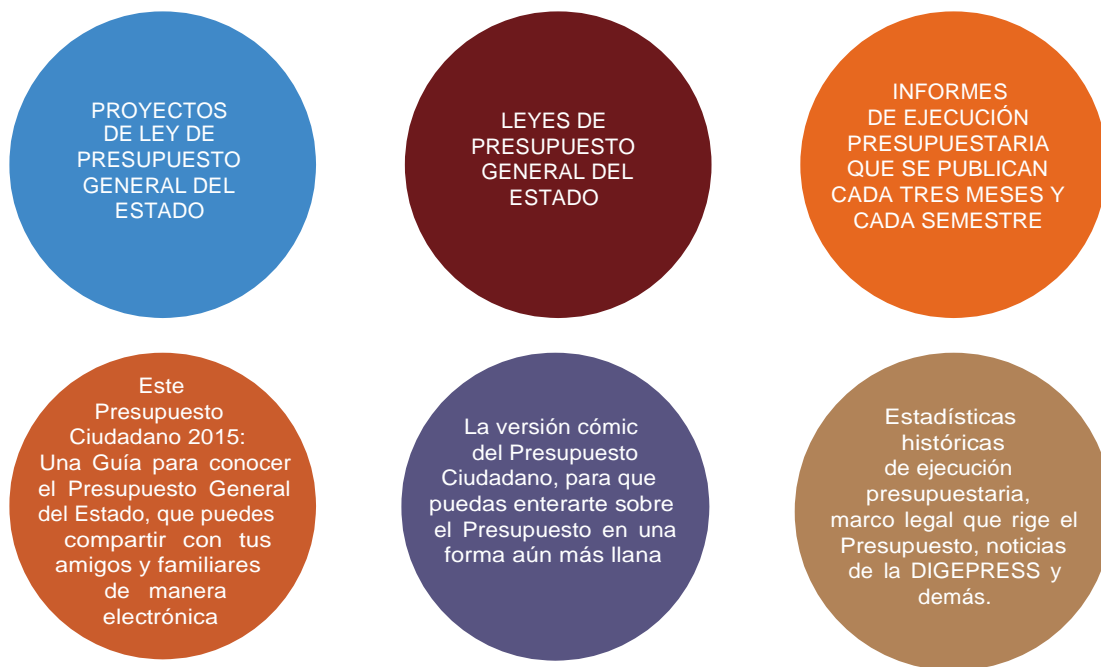 PROYECTOS
DE LEY DE
PRESUPUESTO
GENERAL DEL
ESTADO
LEYES DE
PRESUPUESTO
GENERAL DEL
ESTADO
INFORMES
DE EJECUCIÓN
PRESUPUESTARIA
QUE SE PUBLICAN
CADA TRES MESES Y
CADA SEMESTRE
Este
Presupuesto
Ciudadano 2015:
Una Guía para conocer
el Presupuesto General
del Estado, que puedes
compartir con tus
amigos y familiares
de manera
electrónica
La versión cómic
del Presupuesto
Ciudadano, para que
puedas enterarte sobre
el Presupuesto en una
forma aún más llana
Estadísticas
históricas
de ejecución
presupuestaria,
marco legal que rige el
Presupuesto, noticias
de la DIGEPRESS y
demás.